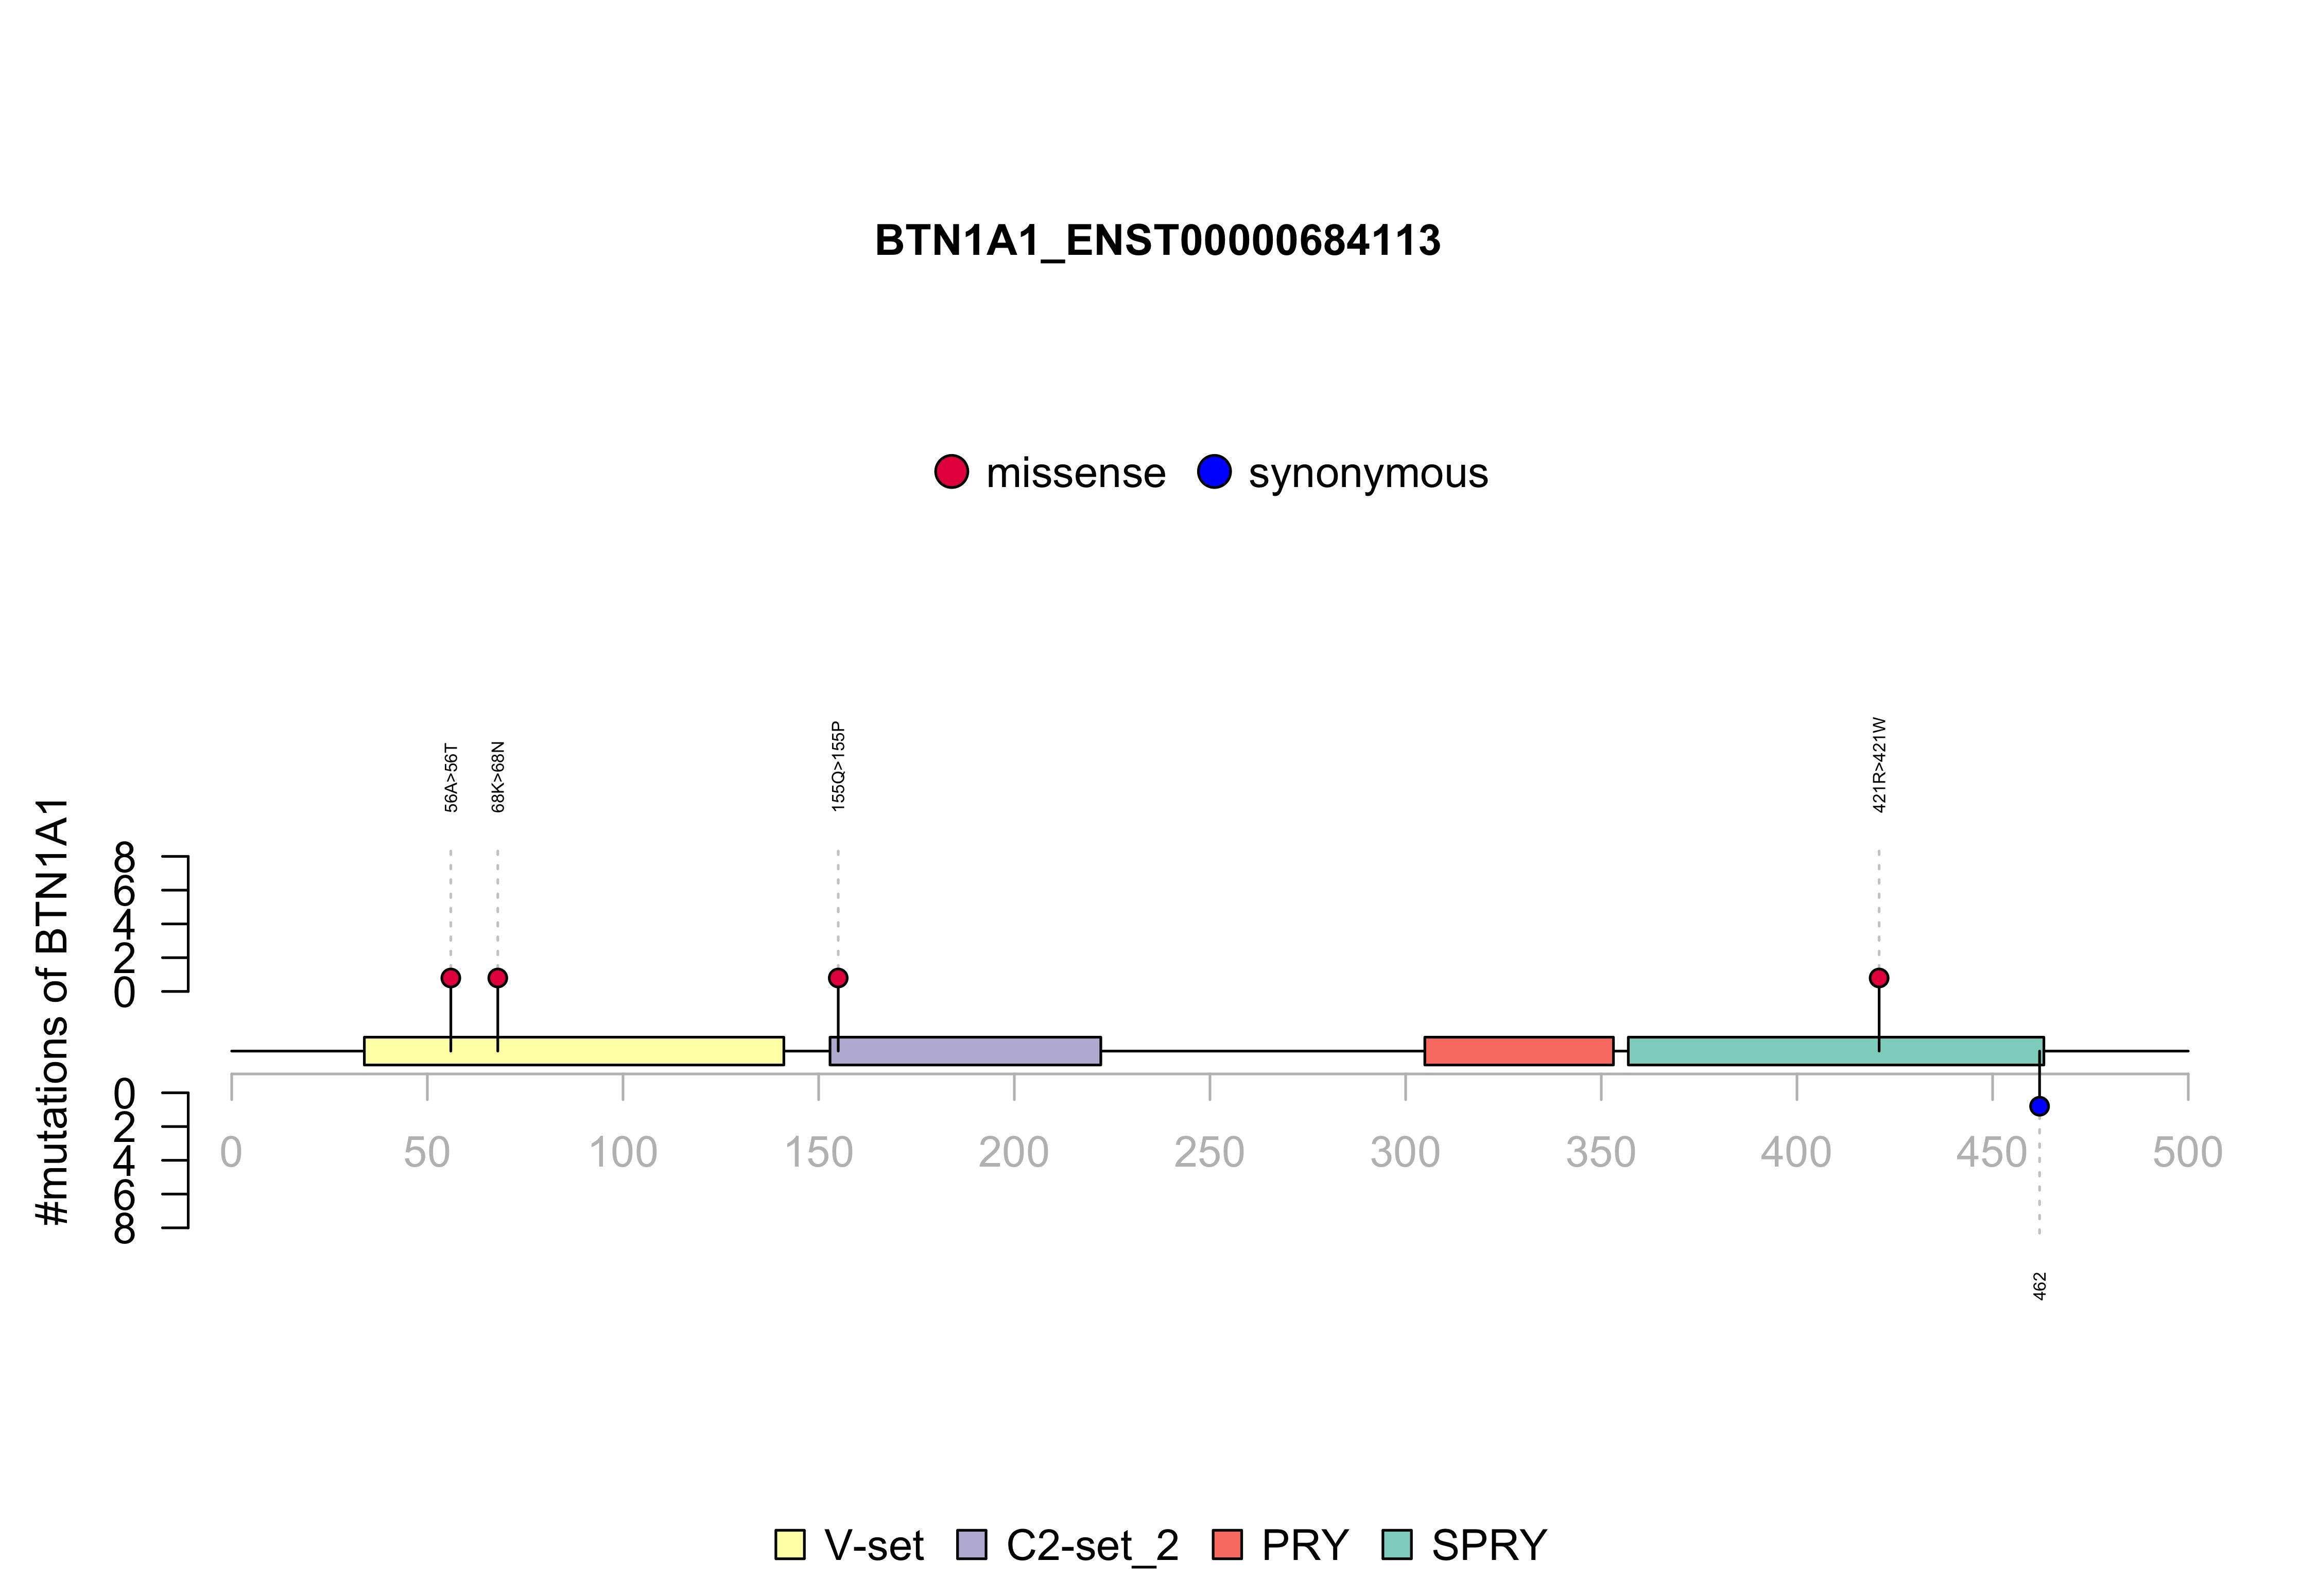 BTN1A1_ENST00000684113
missense synonymous
56A>56T
68K>68N
155Q>155P
421R>421W
#mutations of BTN1A1
8
6
4
2
0
0
2
4
6
8
0 50 100 150 200 250 300 350 400 450 500
462
V-set C2-set_2 PRY SPRY